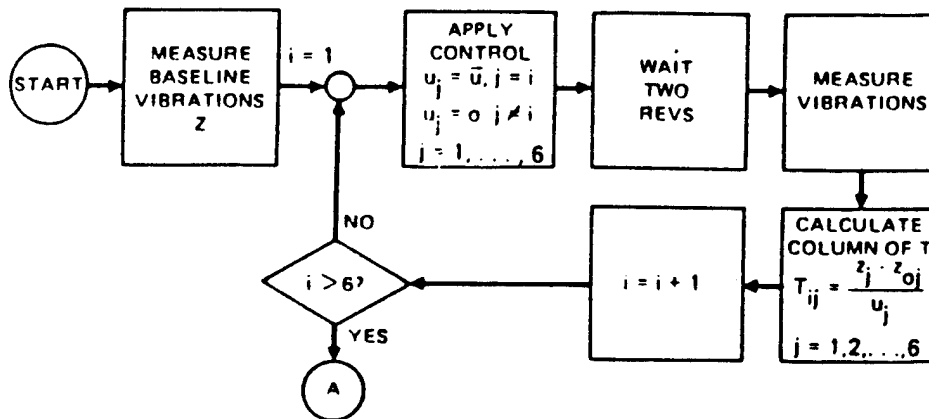 START
MEASURE
BASELINE
VIBRATIONS
Z
i = 1
APPLY
CONTROL
u_j = ū, j = i
u_j = o j ≠ i
j = 1, . . . , 6
WAIT
TWO
REVS
MEASURE
VIBRATIONS
CALCULATE
COLUMN OF T
T_ij = (z_j · z_oj) / u_j
j = 1,2,. . .,6
i = i + 1
i > 6?
NO
YES
A